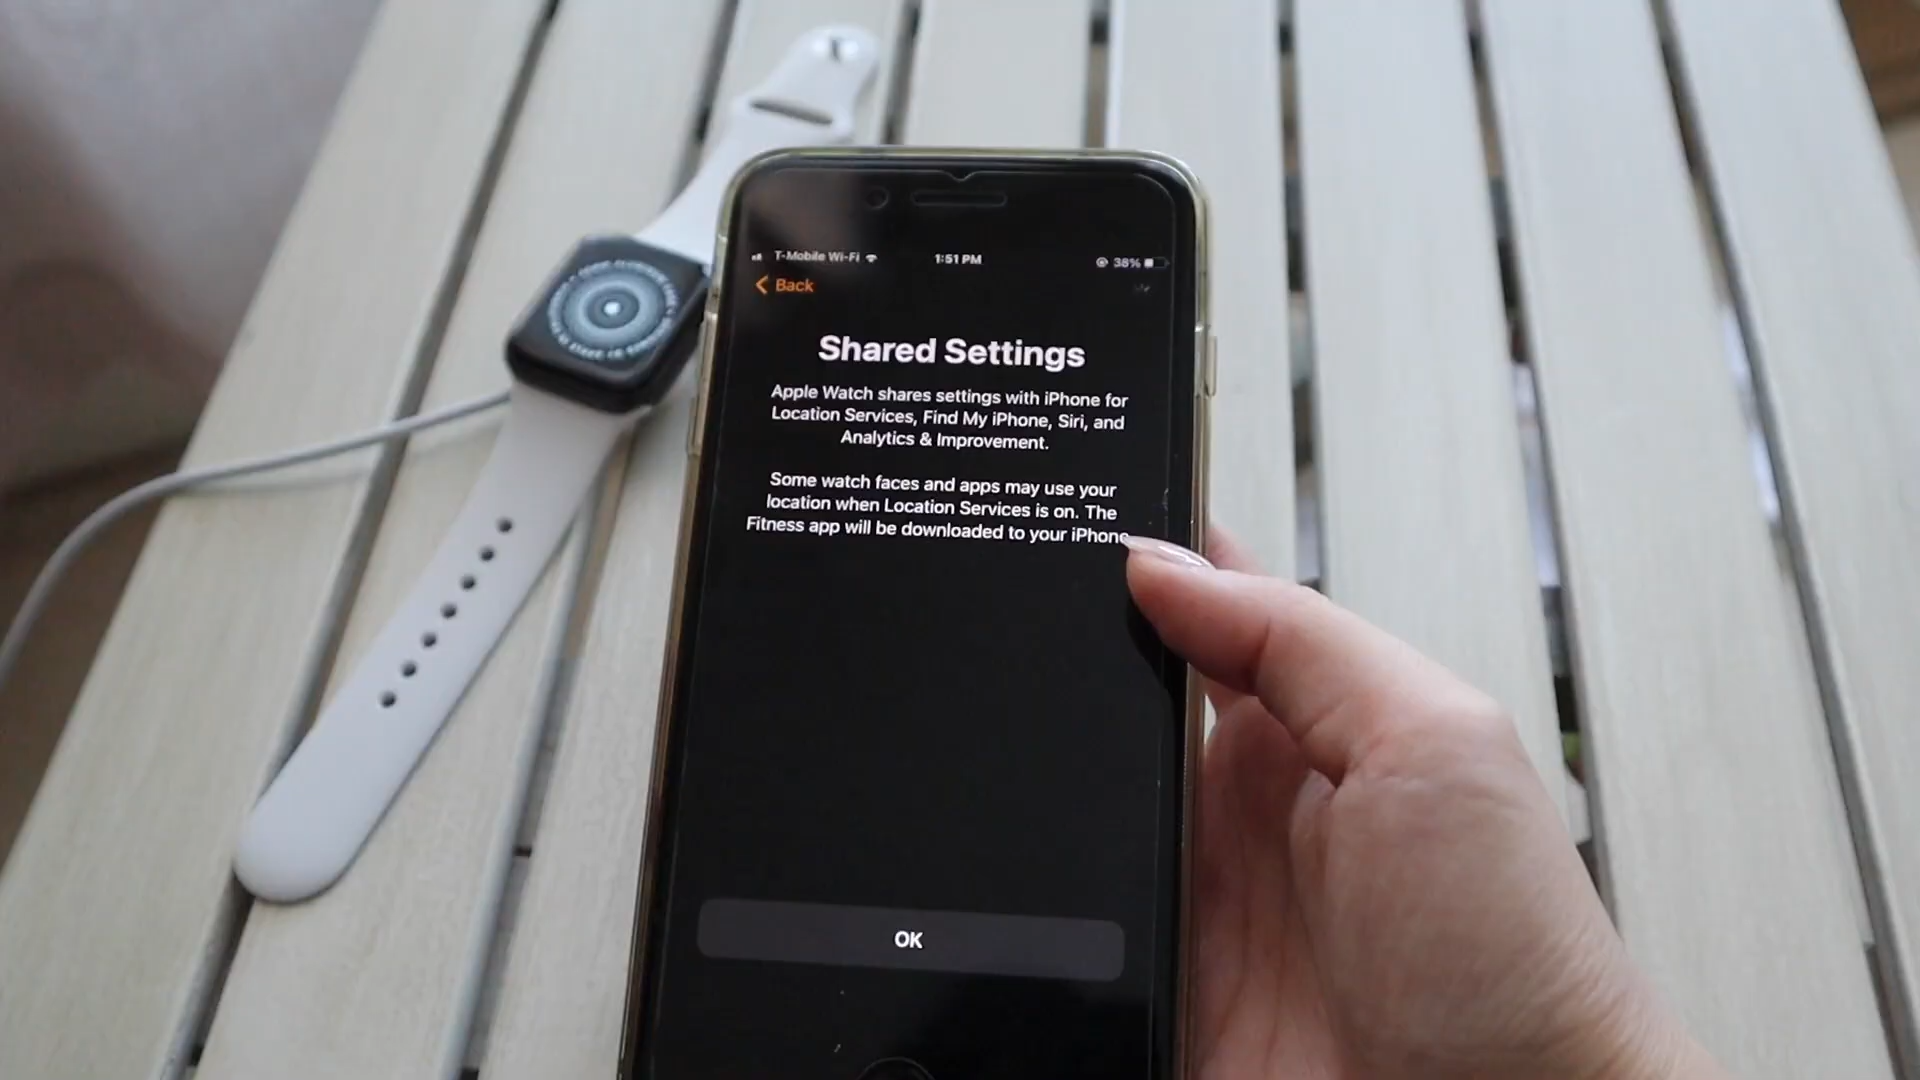 T-Mobile Wi-Fi 1:51 PM 38%
Back
Shared Settings
Apple Watch shares settings with iPhone for
Location Services, Find My iPhone, Siri, and
Analytics & Improvement.
Some watch faces and apps may use your
location when Location Services is on. The
Fitness app will be downloaded to your iPhone
OK